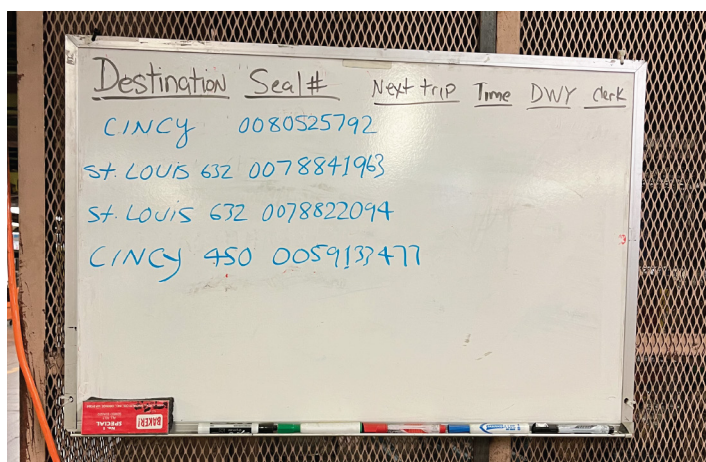 Destination Seal# Next trip Time DWY clerk
CINCY 0080525792
St. LOUIS 632 0078841963
St. LOUIS 632 0078822094
CINCY 450 0059133477
BAKER!
SPECIAL